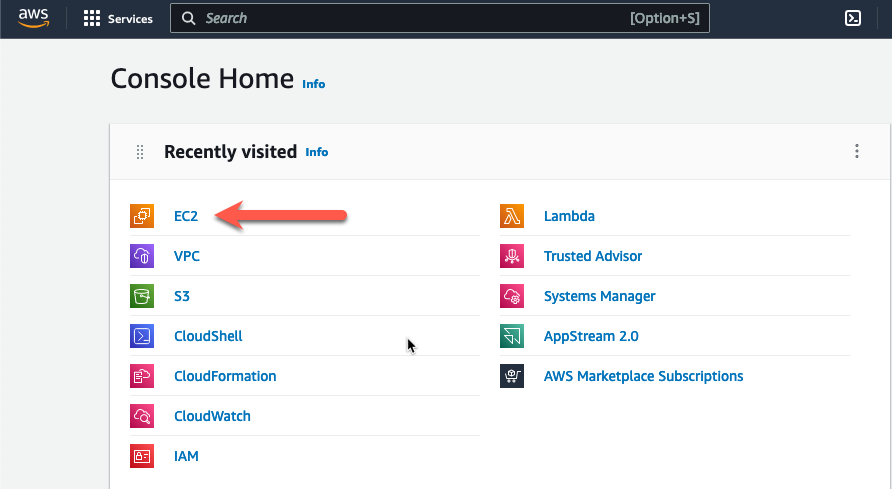 aws
Services
Search
[Option+S]
Console Home Info
Recently visited Info
EC2
VPC
S3
CloudShell
CloudFormation
CloudWatch
IAM
Lambda
Trusted Advisor
Systems Manager
AppStream 2.0
AWS Marketplace Subscriptions